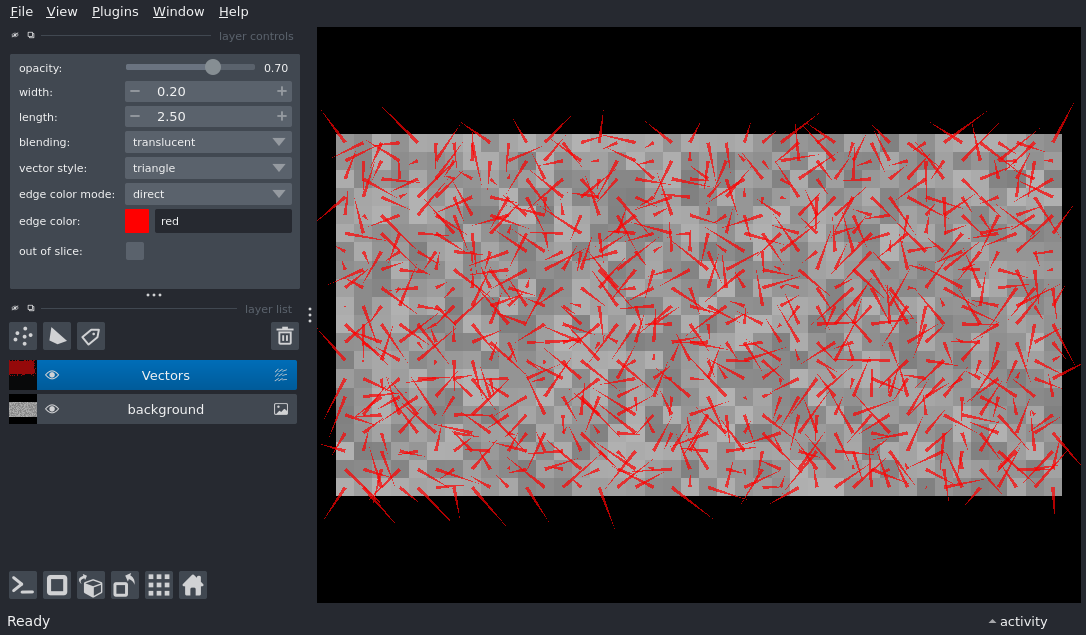 File View Plugins Window Help
layer controls
opacity: 0.70
width: 0.20
length: 2.50
blending: translucent
vector style: triangle
edge color mode: direct
edge color: red
out of slice:
layer list
Vectors
background
Ready
activity